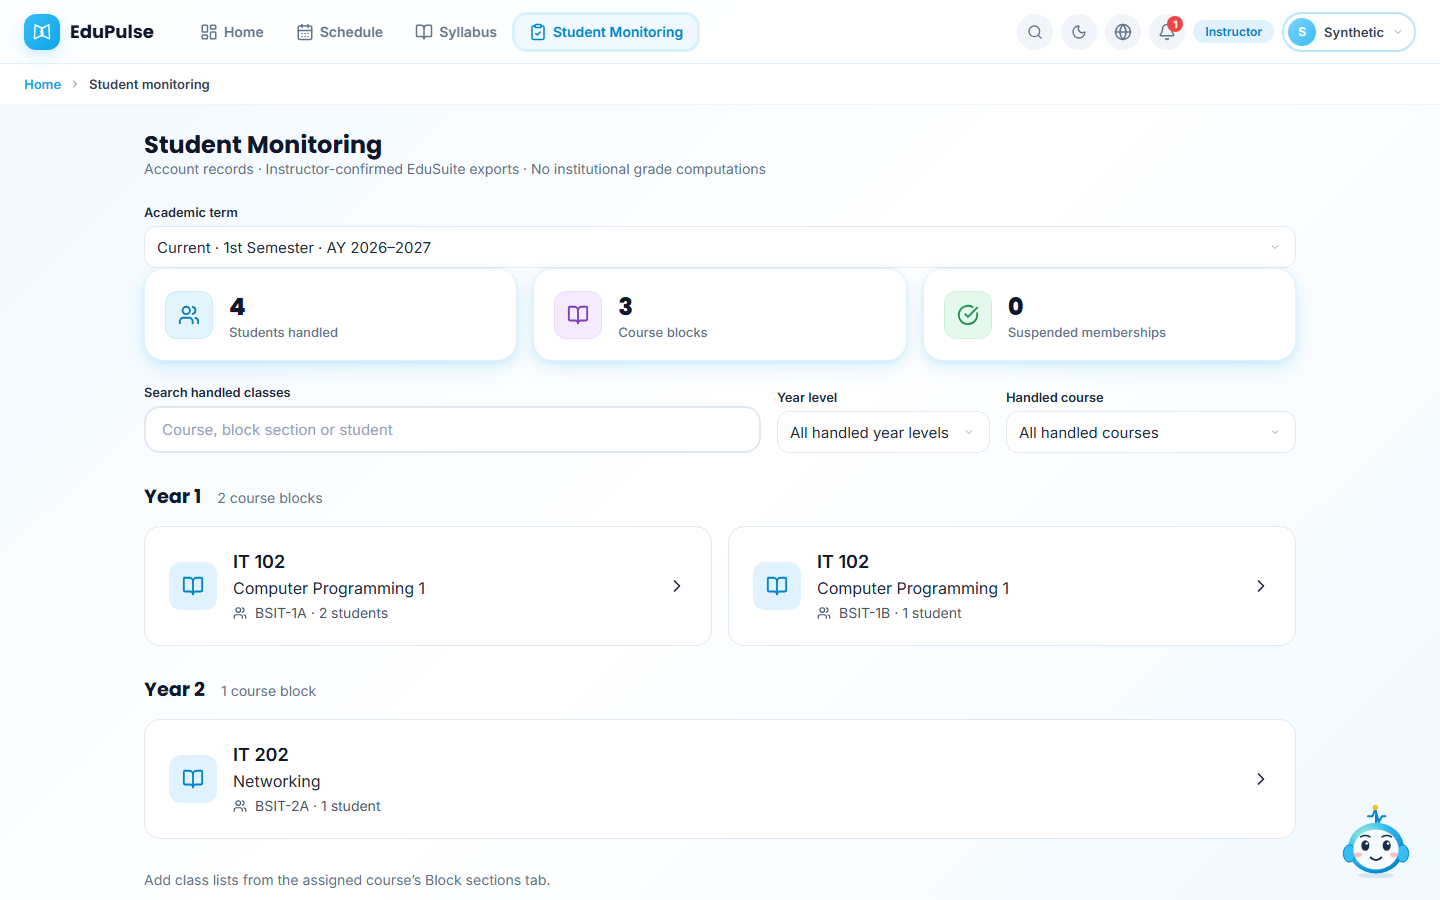 EduPulse
Home
Schedule
Syllabus
Student Monitoring
1
Instructor
S
Synthetic
Home
Student monitoring
Student Monitoring
Account records · Instructor-confirmed EduSuite exports · No institutional grade computations
Academic term
Current · 1st Semester · AY 2026–2027
4
Students handled
3
Course blocks
0
Suspended memberships
Search handled classes
Course, block section or student
Year level
All handled year levels
Handled course
All handled courses
Year 1 2 course blocks
IT 102
Computer Programming 1
BSIT-1A · 2 students
IT 102
Computer Programming 1
BSIT-1B · 1 student
Year 2 1 course block
IT 202
Networking
BSIT-2A · 1 student
Add class lists from the assigned course’s Block sections tab.